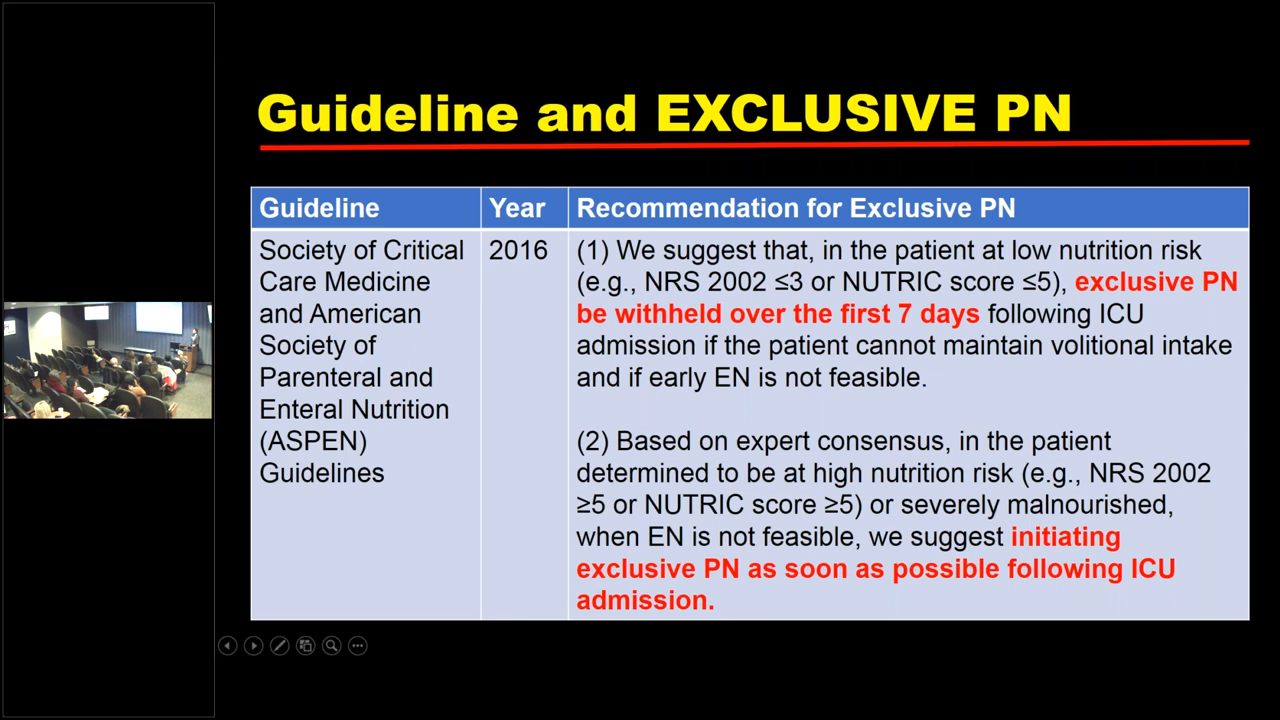 Guideline and EXCLUSIVE PN
Guideline
Year
Recommendation for Exclusive PN
Society of Critical
Care Medicine
and American
Society of
Parenteral and
Enteral Nutrition
(ASPEN)
Guidelines
2016
(1) We suggest that, in the patient at low nutrition risk
(e.g., NRS 2002 ≤3 or NUTRIC score ≤5), exclusive PN
be withheld over the first 7 days following ICU
admission if the patient cannot maintain volitional intake
and if early EN is not feasible.
(2) Based on expert consensus, in the patient
determined to be at high nutrition risk (e.g., NRS 2002
≥5 or NUTRIC score ≥5) or severely malnourished,
when EN is not feasible, we suggest initiating
exclusive PN as soon as possible following ICU
admission.